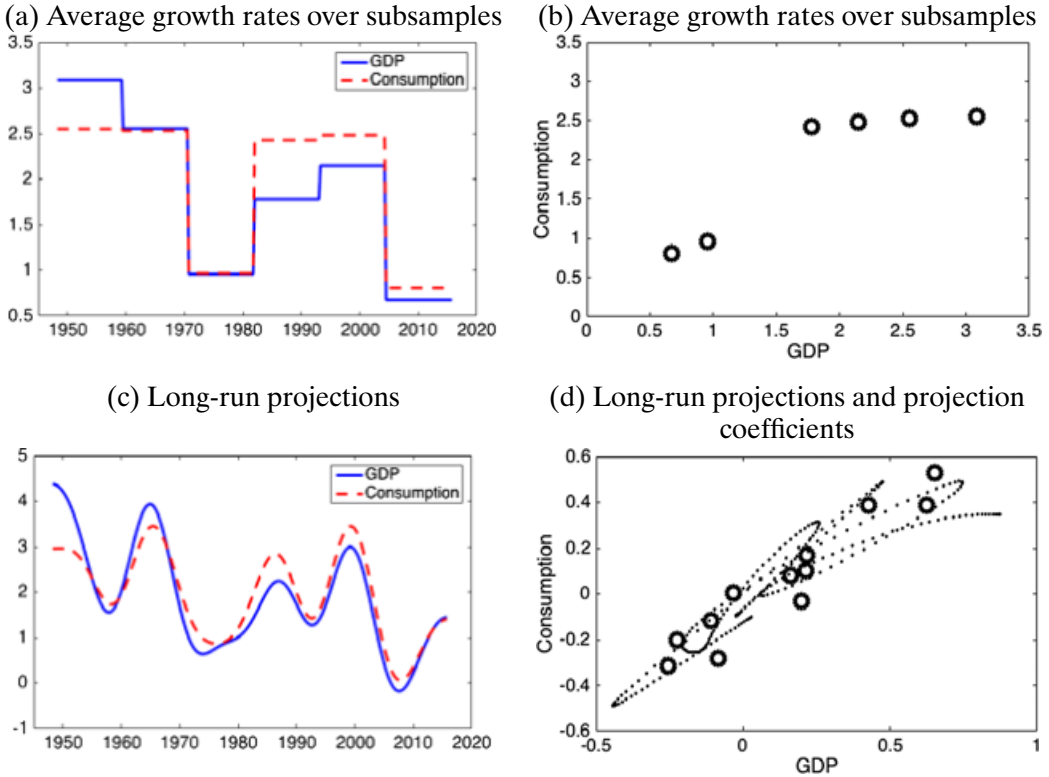 (a) Average growth rates over subsamples
3.5
3
2.5
2
1.5
1
0.5
GDP
Consumption
1950 1960 1970 1980 1990 2000 2010 2020
(b) Average growth rates over subsamples
3.5
3
2.5
2
1.5
1
0.5
0
Consumption
0 0.5 1 1.5 2 2.5 3 3.5
GDP
(c) Long-run projections
5
4
3
2
1
0
-1
GDP
Consumption
1950 1960 1970 1980 1990 2000 2010 2020
(d) Long-run projections and projection
coefficients
0.6
0.4
0.2
0
-0.2
-0.4
-0.6
Consumption
-0.5 0 0.5 1
GDP